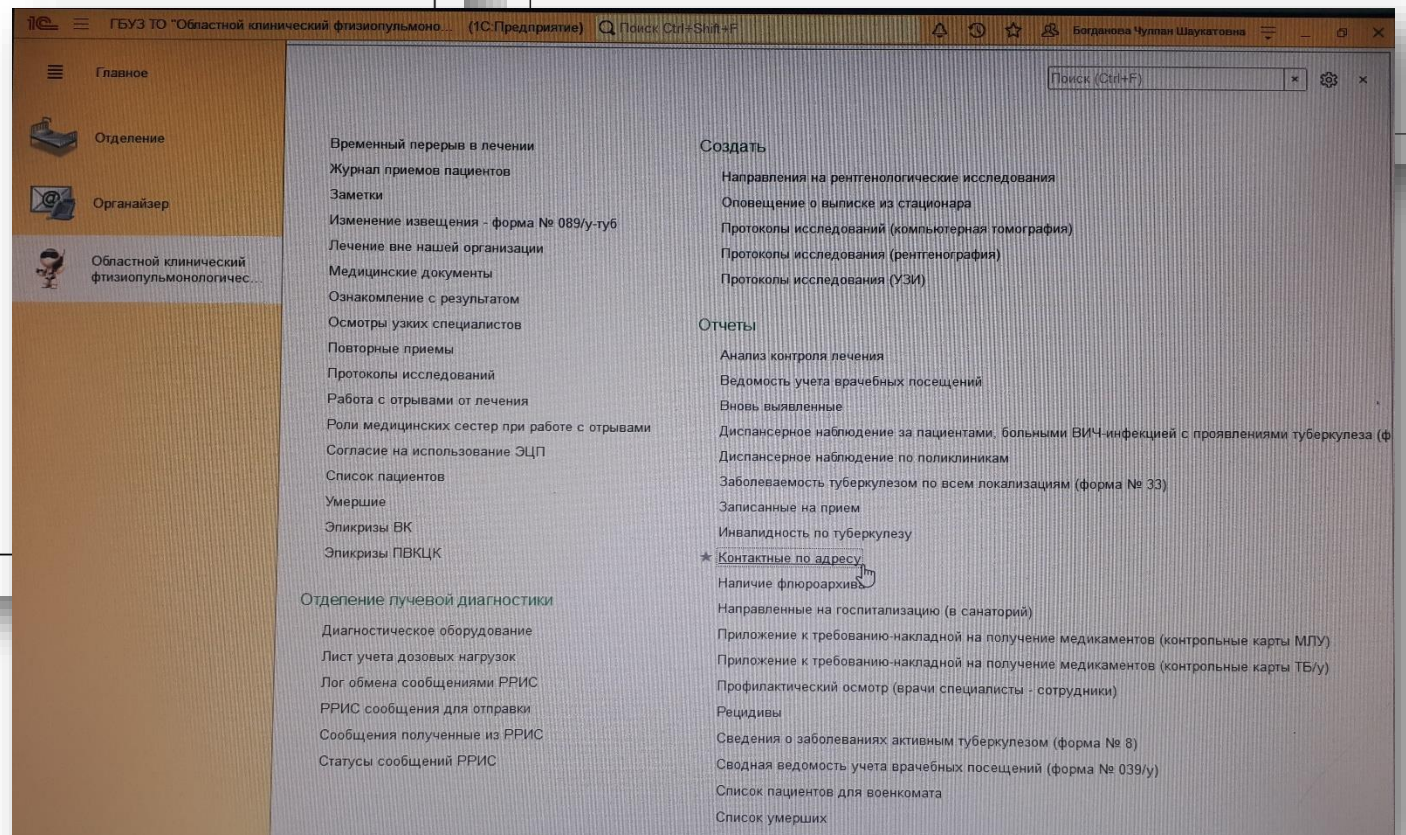 1С ГБУЗ ТО "Областной клинический фтизиопульмоно... (1С:Предприятие) Поиск Ctrl+Shift+F Богданова Чулпан Шаукатовна
Главное
Отделение
Органайзер
Областной клинический
фтизиопульмонологичес...
Поиск (Ctrl+F)
Временный перерыв в лечении
Журнал приемов пациентов
Заметки
Изменение извещения - форма № 089/у-туб
Лечение вне нашей организации
Медицинские документы
Ознакомление с результатом
Осмотры узких специалистов
Повторные приемы
Протоколы исследований
Работа с отрывами от лечения
Роли медицинских сестер при работе с отрывами
Согласие на использование ЭЦП
Список пациентов
Умершие
Эпикризы ВК
Эпикризы ПВКЦК
Отделение лучевой диагностики
Диагностическое оборудование
Лист учета дозовых нагрузок
Лог обмена сообщениями РРИС
РРИС сообщения для отправки
Сообщения полученные из РРИС
Статусы сообщений РРИС
Создать
Направления на рентгенологические исследования
Оповещение о выписке из стационара
Протоколы исследований (компьютерная томография)
Протоколы исследования (рентгенография)
Протоколы исследования (УЗИ)
Отчеты
Анализ контроля лечения
Ведомость учета врачебных посещений
Вновь выявленные
Диспансерное наблюдение за пациентами, больными ВИЧ-инфекцией с проявлениями туберкулеза (ф
Диспансерное наблюдение по поликлиникам
Заболеваемость туберкулезом по всем локализациям (форма № 33)
Записанные на прием
Инвалидность по туберкулезу
Контактные по адресу
Наличие флюроархива
Направленные на госпитализацию (в санаторий)
Приложение к требованию-накладной на получение медикаментов (контрольные карты МЛУ)
Приложение к требованию-накладной на получение медикаментов (контрольные карты ТБ/у)
Профилактический осмотр (врачи специалисты - сотрудники)
Рецидивы
Сведения о заболеваниях активным туберкулезом (форма № 8)
Сводная ведомость учета врачебных посещений (форма № 039/у)
Список пациентов для военкомата
Список умерших